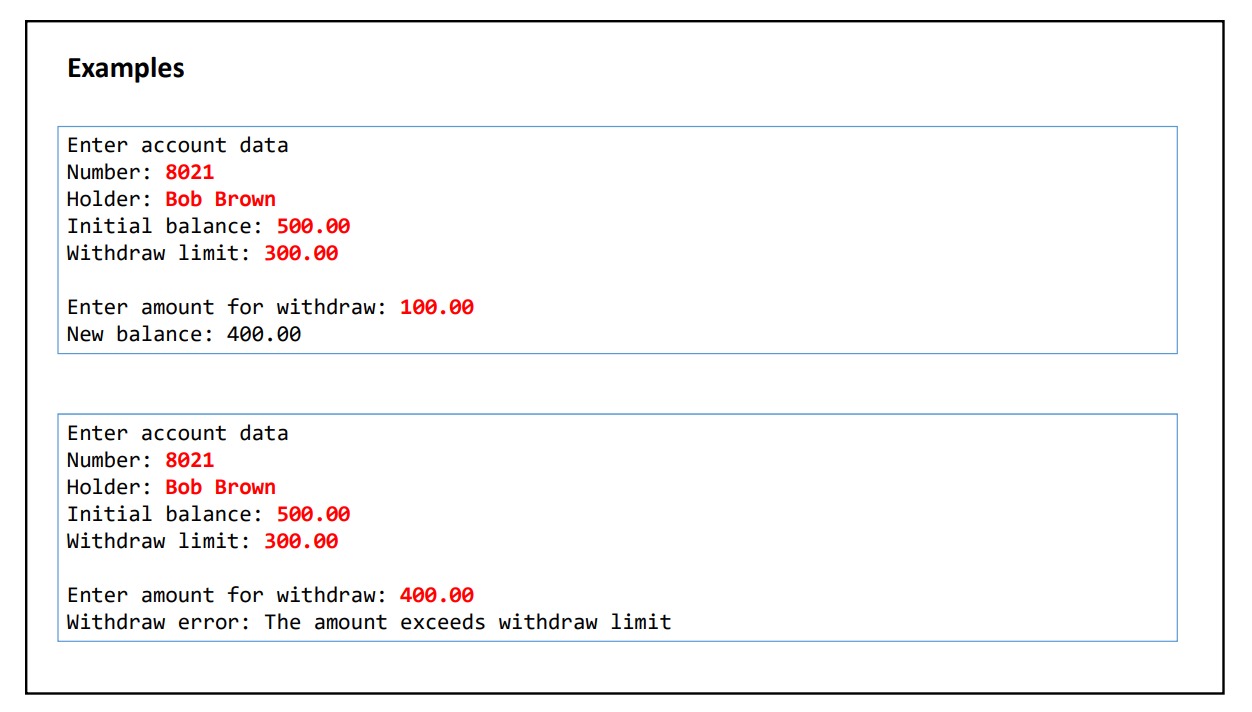 Examples
Enter account data
Number: 8021
Holder: Bob Brown
Initial balance: 500.00
Withdraw limit: 300.00
Enter amount for withdraw: 100.00
New balance: 400.00
Enter account data
Number: 8021
Holder: Bob Brown
Initial balance: 500.00
Withdraw limit: 300.00
Enter amount for withdraw: 400.00
Withdraw error: The amount exceeds withdraw limit